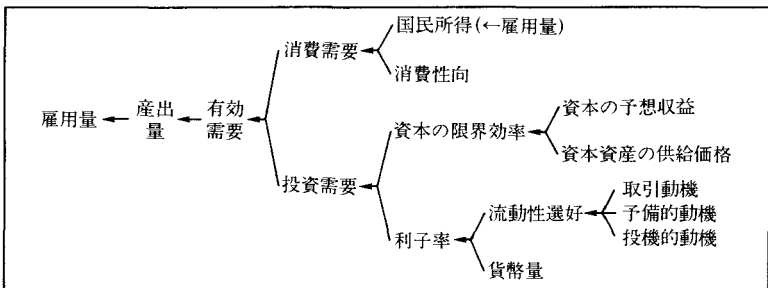 国民所得(←雇用量)
消費需要
消費性向
雇用量
産出量
有効需要
資本の予想収益
資本の限界効率
資本資産の供給価格
投資需要
取引動機
流動性選好
予備的動機
投機的動機
利子率
貨幣量